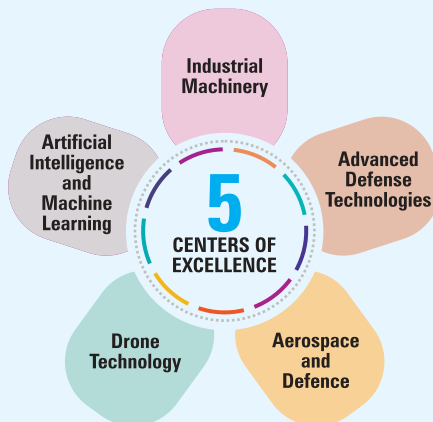 Industrial
Machinery
Artificial
Intelligence
and
Machine
Learning
Advanced
Defense
Technologies
5
CENTERS OF
EXCELLENCE
Drone
Technology
Aerospace
and
Defence